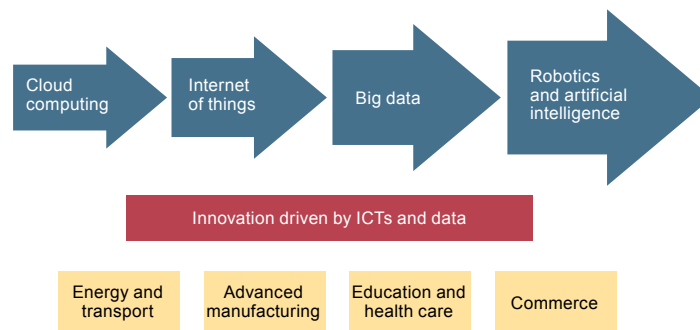 Cloud
computing
Internet
of things
Big data
Robotics
and artificial
intelligence
Innovation driven by ICTs and data
Energy and
transport
Advanced
manufacturing
Education and
health care
Commerce